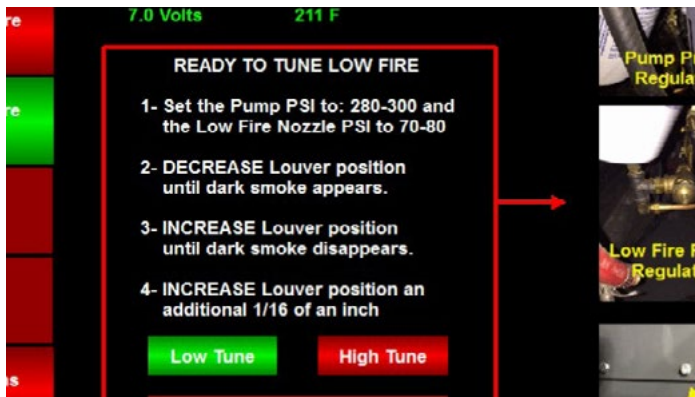 7.0 Volts
211 F
READY TO TUNE LOW FIRE
1- Set the Pump PSI to: 280-300 and
the Low Fire Nozzle PSI to 70-80
2- DECREASE Louver position
until dark smoke appears.
3- INCREASE Louver position
until dark smoke disappears.
4- INCREASE Louver position an
additional 1/16 of an inch
Low Tune
High Tune
Pump
Low Fire